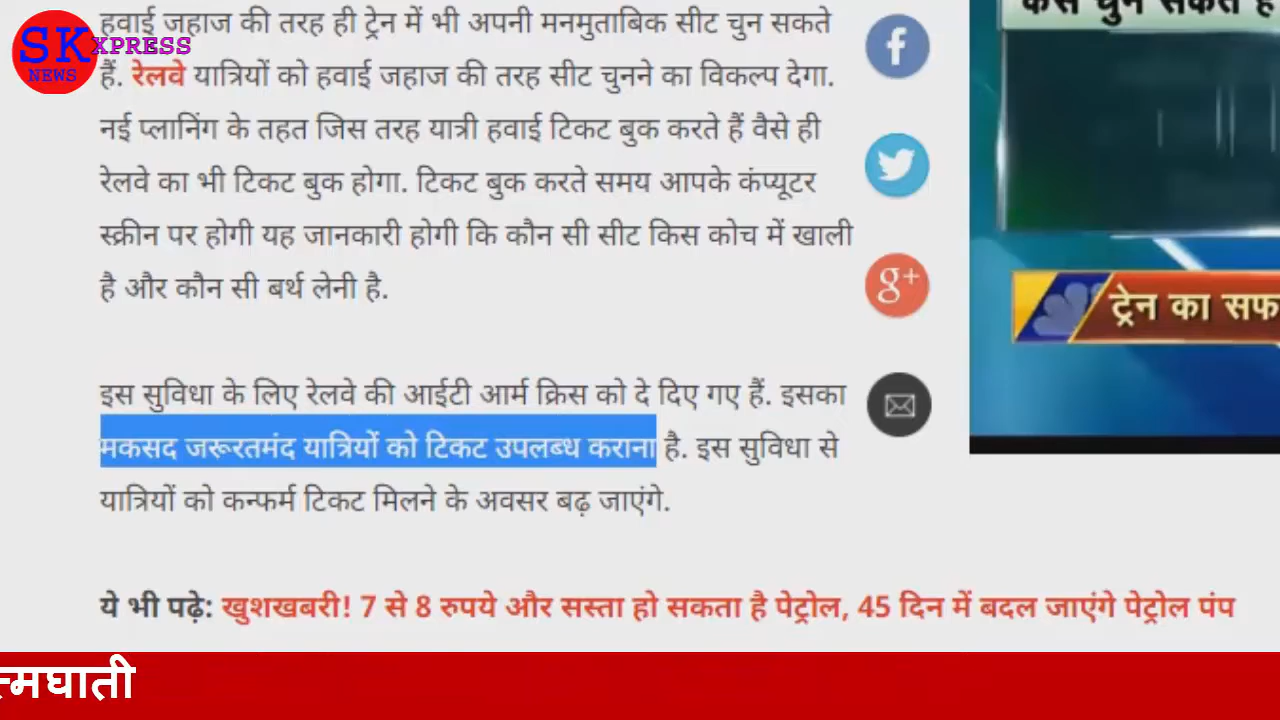 हवाई जहाज की तरह ही ट्रेन में भी अपनी मनमुताबिक सीट चुन सकते
हैं. रेलवे यात्रियों को हवाई जहाज की तरह सीट चुनने का विकल्प देगा.
नई प्लानिंग के तहत जिस तरह यात्री हवाई टिकट बुक करते हैं वैसे ही
रेलवे का भी टिकट बुक होगा. टिकट बुक करते समय आपके कंप्यूटर
स्क्रीन पर होगी यह जानकारी होगी कि कौन सी सीट किस कोच में खाली
है और कौन सी बर्थ लेनी है.
इस सुविधा के लिए रेलवे की आईटी आर्म क्रिस को दे दिए गए हैं. इसका
मकसद जरूरतमंद यात्रियों को टिकट उपलब्ध कराना है. इस सुविधा से
यात्रियों को कन्फर्म टिकट मिलने के अवसर बढ़ जाएंगे.
ये भी पढ़े: खुशखबरी! 7 से 8 रुपये और सस्ता हो सकता है पेट्रोल, 45 दिन में बदल जाएंगे पेट्रोल पंप
SK XPRESS
NEWS
f
g+
चुन सकते ह
ट्रेन का सफ
त्मघाती